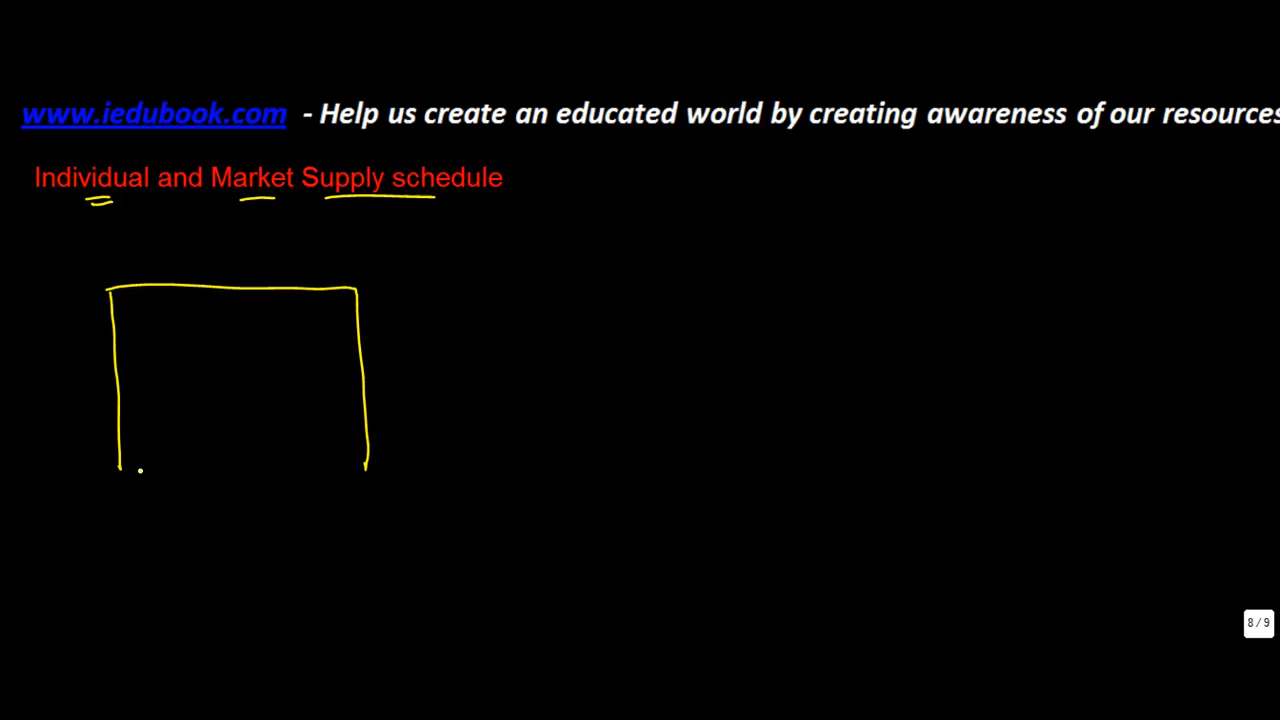 www.iedubook.com - Help us create an educated world by creating awareness of our resources
Individual and Market Supply schedule
8 / 9